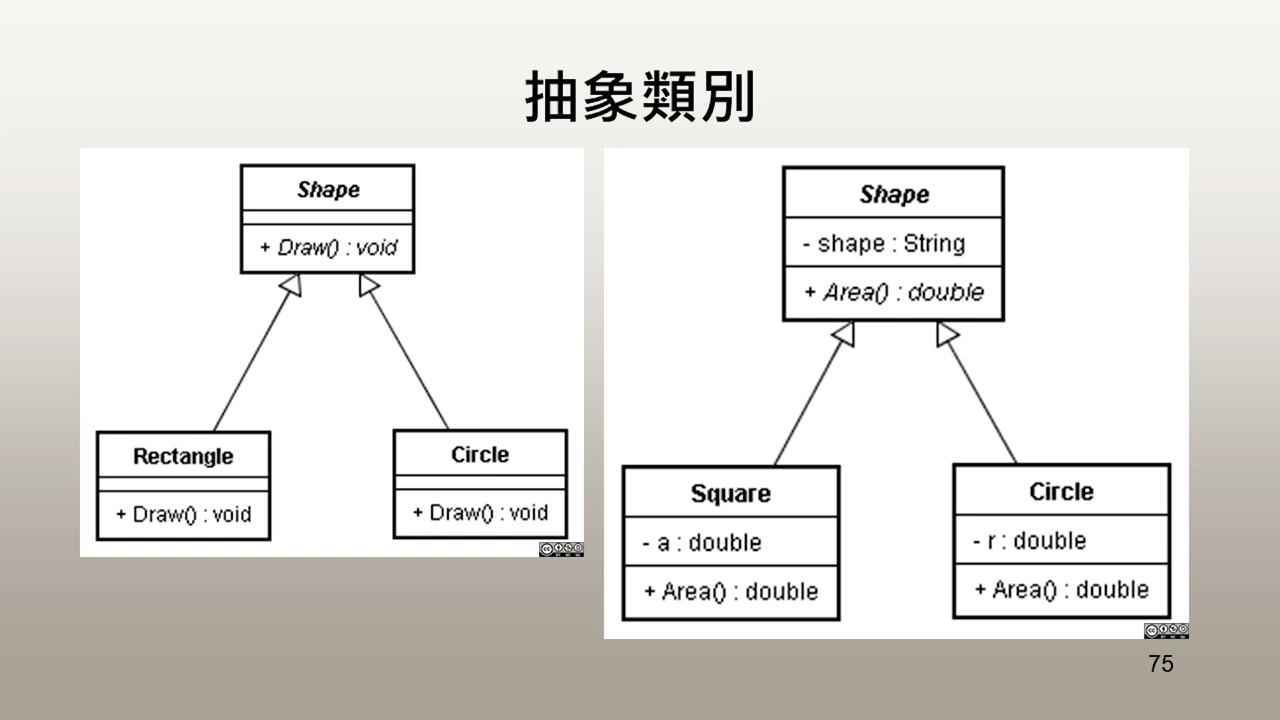 抽象類別
Shape
+ Draw() : void
Rectangle
+ Draw() : void
Circle
+ Draw() : void
Shape
- shape : String
+ Area() : double
Square
- a : double
+ Area() : double
Circle
- r : double
+ Area() : double
75